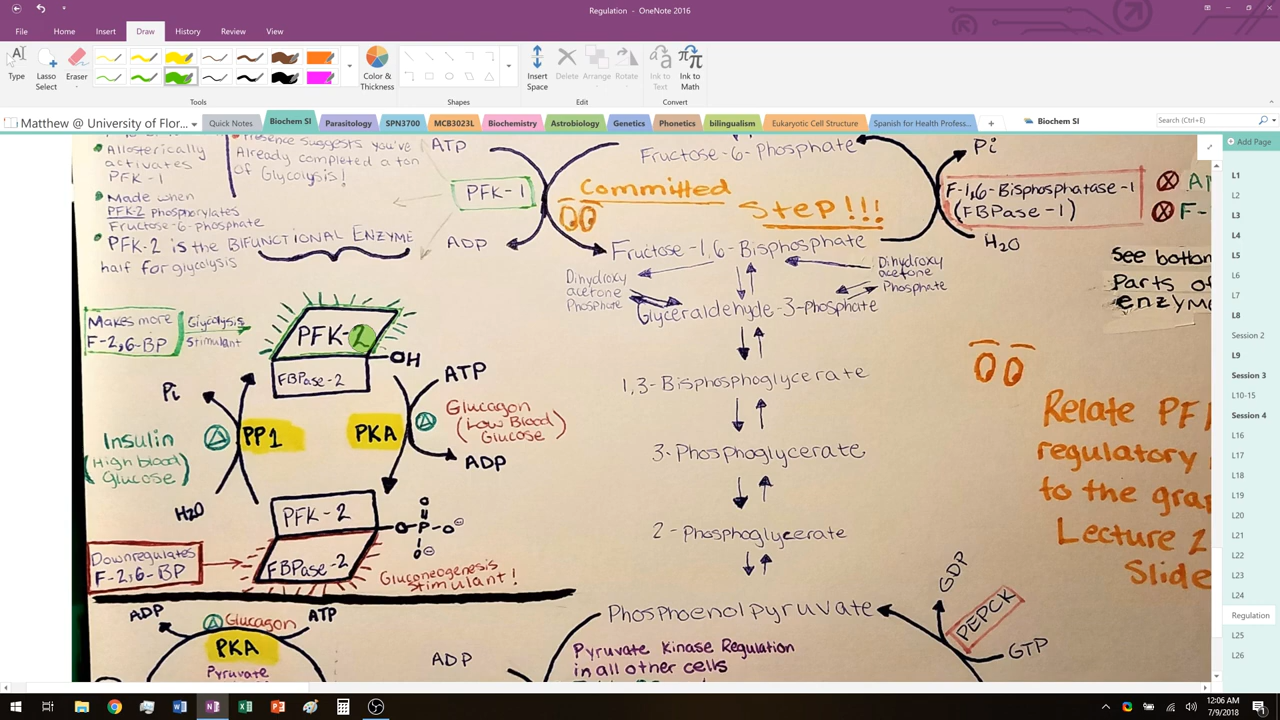 Regulation - OneNote 2016
File
Home
Insert
Draw
History
Review
View
Type
Lasso
Select
Eraser
Color &
Thickness
Insert
Space
Delete
Arrange
Rotate
Ink to
Text
Ink to
Math
Tools
Shapes
Edit
Convert
Matthew @ University of Flor...
Quick Notes
Biochem SI
Parasitology
SPN3700
MCB3023L
Biochemistry
Astrobiology
Genetics
Phonetics
bilingualism
Eukaryotic Cell Structure
Spanish for Health Profess...
Biochem SI
Search (Ctrl+E)
Add Page
L1
L2
L3
L4
L5
L6
L7
L8
Session 2
L9
Session 3
L10-15
Session 4
L16
L17
L18
L19
L20
L21
L22
L23
L24
Regulation
L25
L26
Allosterically
activates
PFK-1
Made when
PFK-2 phosphorylates
Fructose-6-phosphate
PFK-2 is the BIFUNCTIONAL ENZYME
half for glycolysis
Presence suggests you've
Already completed a ton
of Glycolysis!
ATP
PFK-1
ADP
Fructose-6-Phosphate
Committed
Step!!!
Fructose-1,6-Bisphosphate
Pi
F-1,6-Bisphosphatase-1
(FBPase-1)
H2O
F-
See bottom
Parts of
enzyme
Dihydroxy
acetone
Phosphate
Dihydroxy
acetone
Phosphate
Glyceraldehyde-3-Phosphate
1,3-Bisphosphoglycerate
3-Phosphoglycerate
2-Phosphoglycerate
Phosphoenolpyruvate
Makes more
F-2,6-BP
Glycolysis
Stimulant
PFK-2
FBPase-2
OH
Pi
Insulin
(High blood
Glucose)
PP1
H2O
PKA
ATP
Glucagon
(Low Blood
Glucose)
ADP
PFK-2
FBPase-2
O
O-P-O
O
Downregulates
F-2,6-BP
Gluconeogenesis
stimulant!
ADP
Glucagon
ATP
PKA
Pyruvate
ADP
Pyruvate Kinase Regulation
in all other cells
GDP
PEPCK
GTP
Relate PF
regulatory
to the gra
Lecture 2
Slide
12:06 AM
7/9/2018